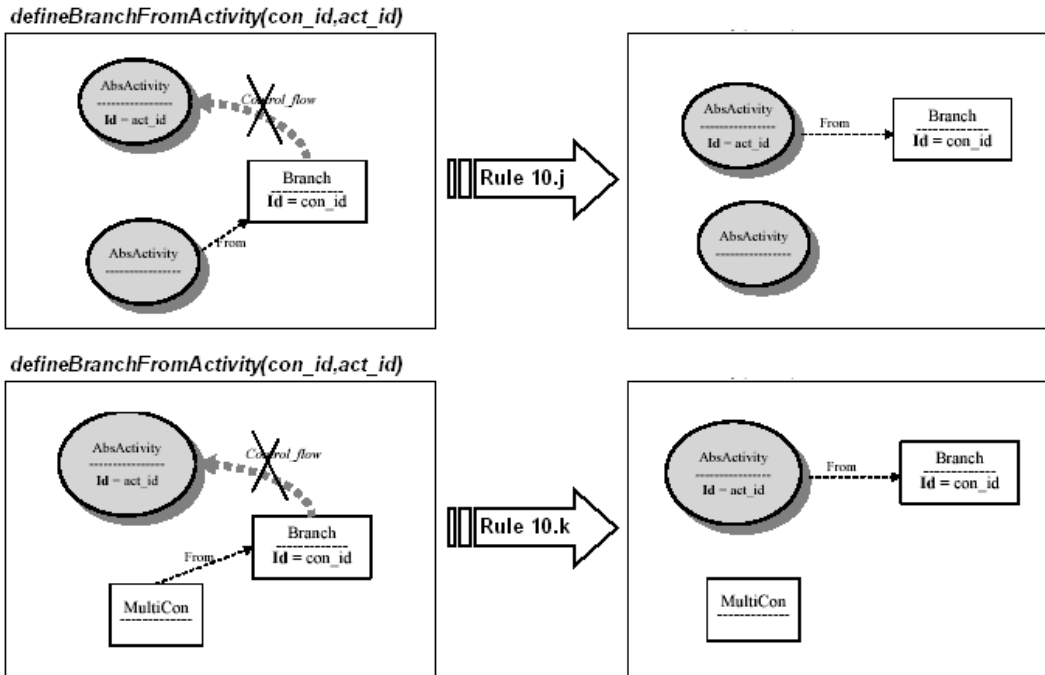 defineBranchFromActivity(con_id,act_id)
AbsActivity
Id = act_id
Control_flow
Branch
Id = con_id
From
AbsActivity
Rule 10.j
AbsActivity
Id = act_id
From
Branch
Id = con_id
AbsActivity
defineBranchFromActivity(con_id,act_id)
AbsActivity
Id = act_id
Control_flow
Branch
Id = con_id
From
MultiCon
Rule 10.k
AbsActivity
Id = act_id
From
Branch
Id = con_id
MultiCon